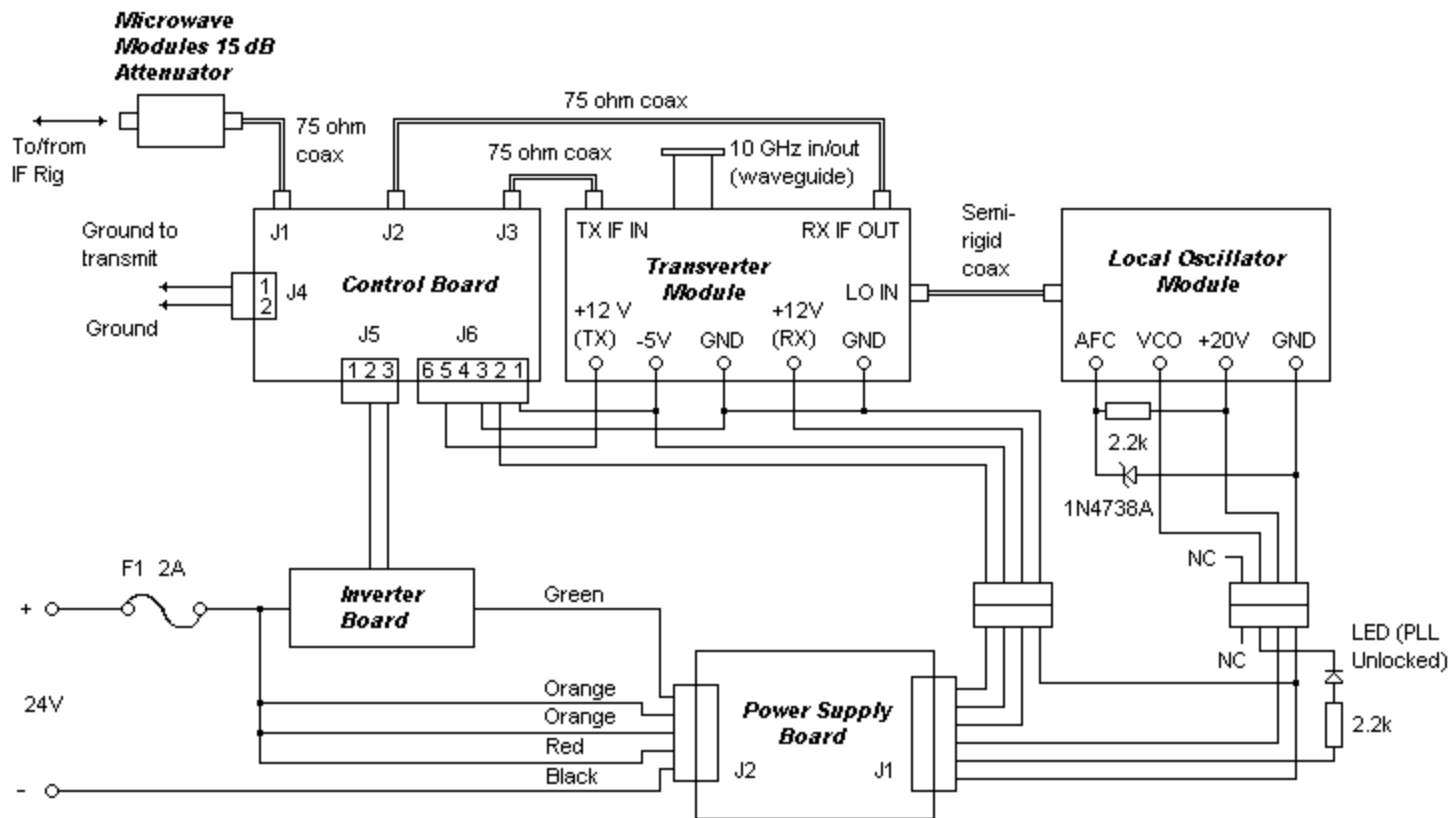 Microwave
Modules 15 dB
Attenuator
To/from
IF Rig
75 ohm
coax
75 ohm coax
75 ohm coax
10 GHz in/out
(waveguide)
Ground to
transmit
Ground
J1
J2
J3
1
2
J4
Control Board
J5
J6
1 2 3
6 5 4 3 2 1
TX IF IN
RX IF OUT
Transverter
Module
LO IN
+12 V
(TX)
-5V
GND
+12V
(RX)
GND
Semi-
rigid
coax
Local Oscillator
Module
AFC
VCO
+20V
GND
2.2k
1N4738A
NC
NC
LED (PLL
Unlocked)
2.2k
F1 2A
+
24V
-
Inverter
Board
Green
Orange
Orange
Red
Black
Power Supply
Board
J2
J1